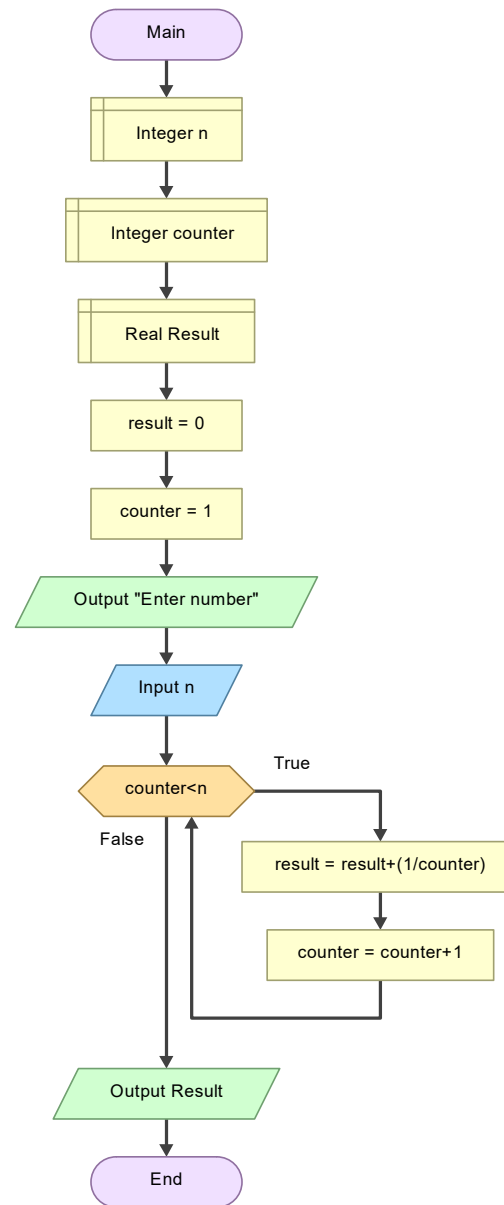 Main
Integer n
Integer counter
Real Result
result = 0
counter = 1
Output "Enter number"
Input n
counter<n
True
False
result = result+(1/counter)
counter = counter+1
Output Result
End